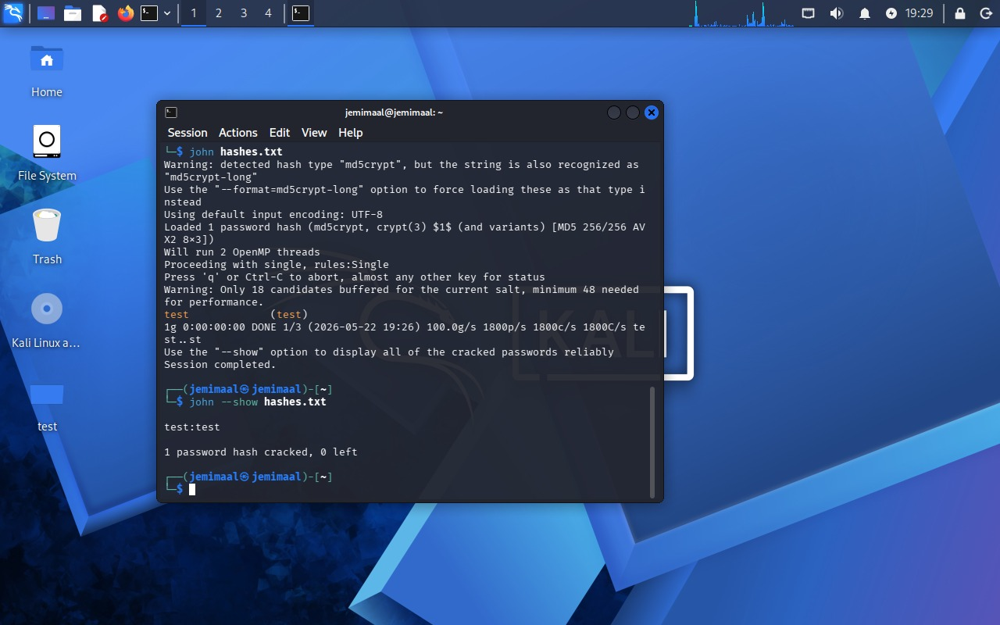 1 2 3 4
19:29
Home
File System
Trash
Kali Linux a...
test
jemimaal@jemimaal: ~
Session Actions Edit View Help
└─$ john hashes.txt
Warning: detected hash type "md5crypt", but the string is also recognized as
"md5crypt-long"
Use the "--format=md5crypt-long" option to force loading these as that type i
nstead
Using default input encoding: UTF-8
Loaded 1 password hash (md5crypt, crypt(3) $1$ (and variants) [MD5 256/256 AV
X2 8×3])
Will run 2 OpenMP threads
Proceeding with single, rules:Single
Press 'q' or Ctrl-C to abort, almost any other key for status
Warning: Only 18 candidates buffered for the current salt, minimum 48 needed
for performance.
test             (test)
1g 0:00:00:00 DONE 1/3 (2026-05-22 19:26) 100.0g/s 1800p/s 1800c/s 1800C/s te
st..st
Use the "--show" option to display all of the cracked passwords reliably
Session completed.
┌──(jemimaal㉿jemimaal)-[~]
└─$ john --show hashes.txt
test:test
1 password hash cracked, 0 left
┌──(jemimaal㉿jemimaal)-[~]
└─$
KALI